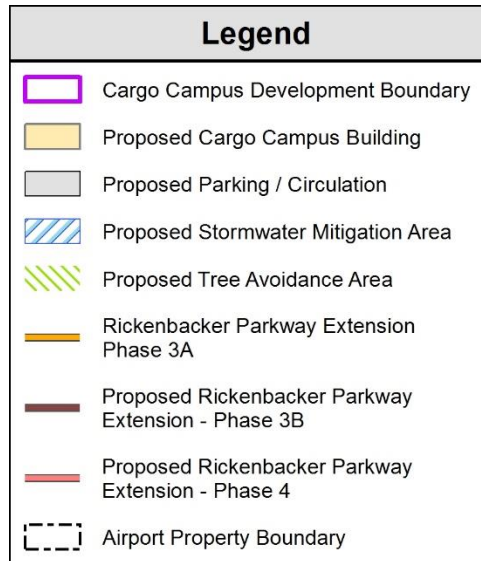 Legend
Cargo Campus Development Boundary
Proposed Cargo Campus Building
Proposed Parking / Circulation
Proposed Stormwater Mitigation Area
Proposed Tree Avoidance Area
Rickenbacker Parkway Extension
Phase 3A
Proposed Rickenbacker Parkway
Extension - Phase 3B
Proposed Rickenbacker Parkway
Extension - Phase 4
Airport Property Boundary